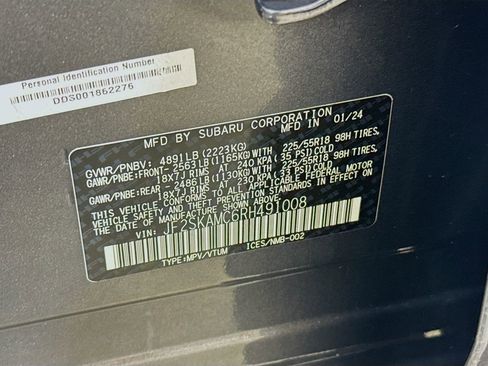 Personal Identification Number
DDS001862276
MFD BY SUBARU CORPORATION 01/24
GVWR/PNBV: 4891LB (2223KG)
GAWR/PNBE:FRONT- 2563LB (1165KG)WITH 225/55R18 98H TIRES,
18X7J RIMS AT 240 KPA (35 PSI)COLD
GAWR/PNBE:REAR - 2486LB (1130KG)WITH 225/55R18 98H TIRES,
18X7J RIMS AT 230 KPA (33 PSI)COLD
THIS VEHICLE CONFORMS TO ALL APPLICABLE FEDERAL MOTOR
VEHICLE SAFETY AND THEFT PREVENTION STANDARDS IN EFFECT ON
THE DATE OF MANUFACTURE SHOWN ABOVE.
VIN: JF2SKAMC6RH491008
TYPE:MPV/VTUM ICES/NMB-002